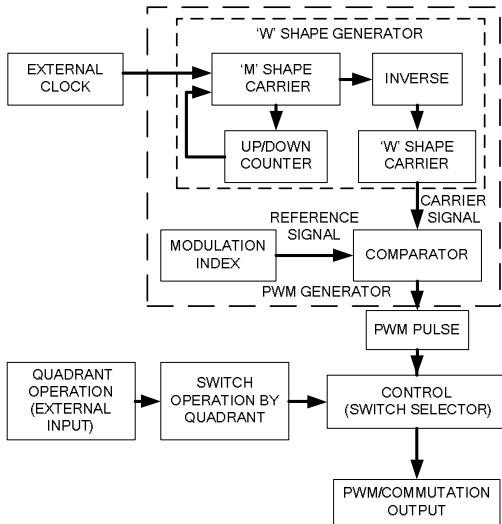 'W' SHAPE GENERATOR
EXTERNAL
CLOCK
'M' SHAPE
CARRIER
INVERSE
UP/DOWN
COUNTER
'W' SHAPE
CARRIER
CARRIER
SIGNAL
REFERENCE
SIGNAL
MODULATION
INDEX
COMPARATOR
PWM GENERATOR
PWM PULSE
QUADRANT
OPERATION
(EXTERNAL
INPUT)
SWITCH
OPERATION BY
QUADRANT
CONTROL
(SWITCH SELECTOR)
PWM/COMMUTATION
OUTPUT